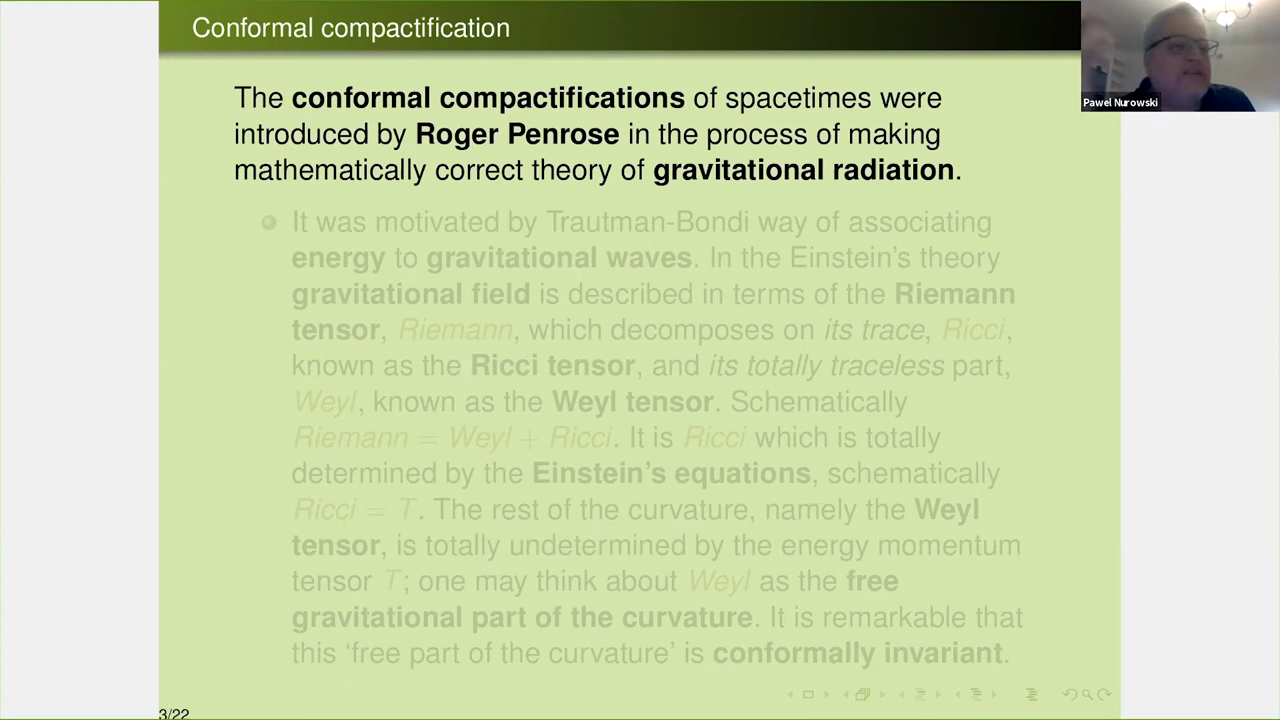 Conformal compactification
Pawel Nurowski
The conformal compactifications of spacetimes were
introduced by Roger Penrose in the process of making
mathematically correct theory of gravitational radiation.
It was motivated by Trautman-Bondi way of associating
energy to gravitational waves. In the Einstein's theory
gravitational field is described in terms of the Riemann
tensor, Riemann, which decomposes on its trace, Ricci,
known as the Ricci tensor, and its totally traceless part,
Weyl, known as the Weyl tensor. Schematically
Riemann = Weyl + Ricci. It is Ricci which is totally
determined by the Einstein's equations, schematically
Ricci = T. The rest of the curvature, namely the Weyl
tensor, is totally undetermined by the energy momentum
tensor T; one may think about Weyl as the free
gravitational part of the curvature. It is remarkable that
this ‘free part of the curvature’ is conformally invariant.
3/22